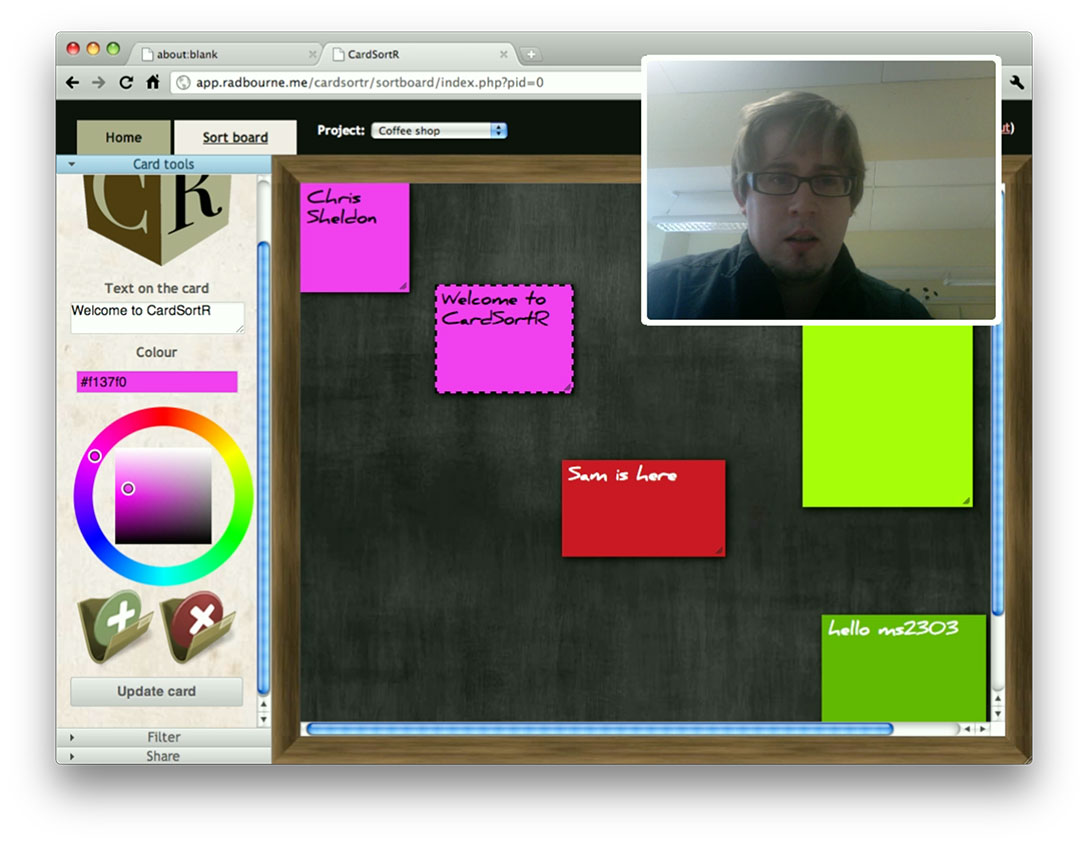 about:blank
CardSortR
app.radbourne.me/cardsortr/sortboard/index.php?pid=0
Home
Sort board
Project:
Coffee shop
Card tools
CR
Text on the card
Welcome to CardSortR
Colour
#f137f0
Update card
Filter
Share
Chris
Sheldon
Welcome to
CardSortR
Sam is here
hello ms2303